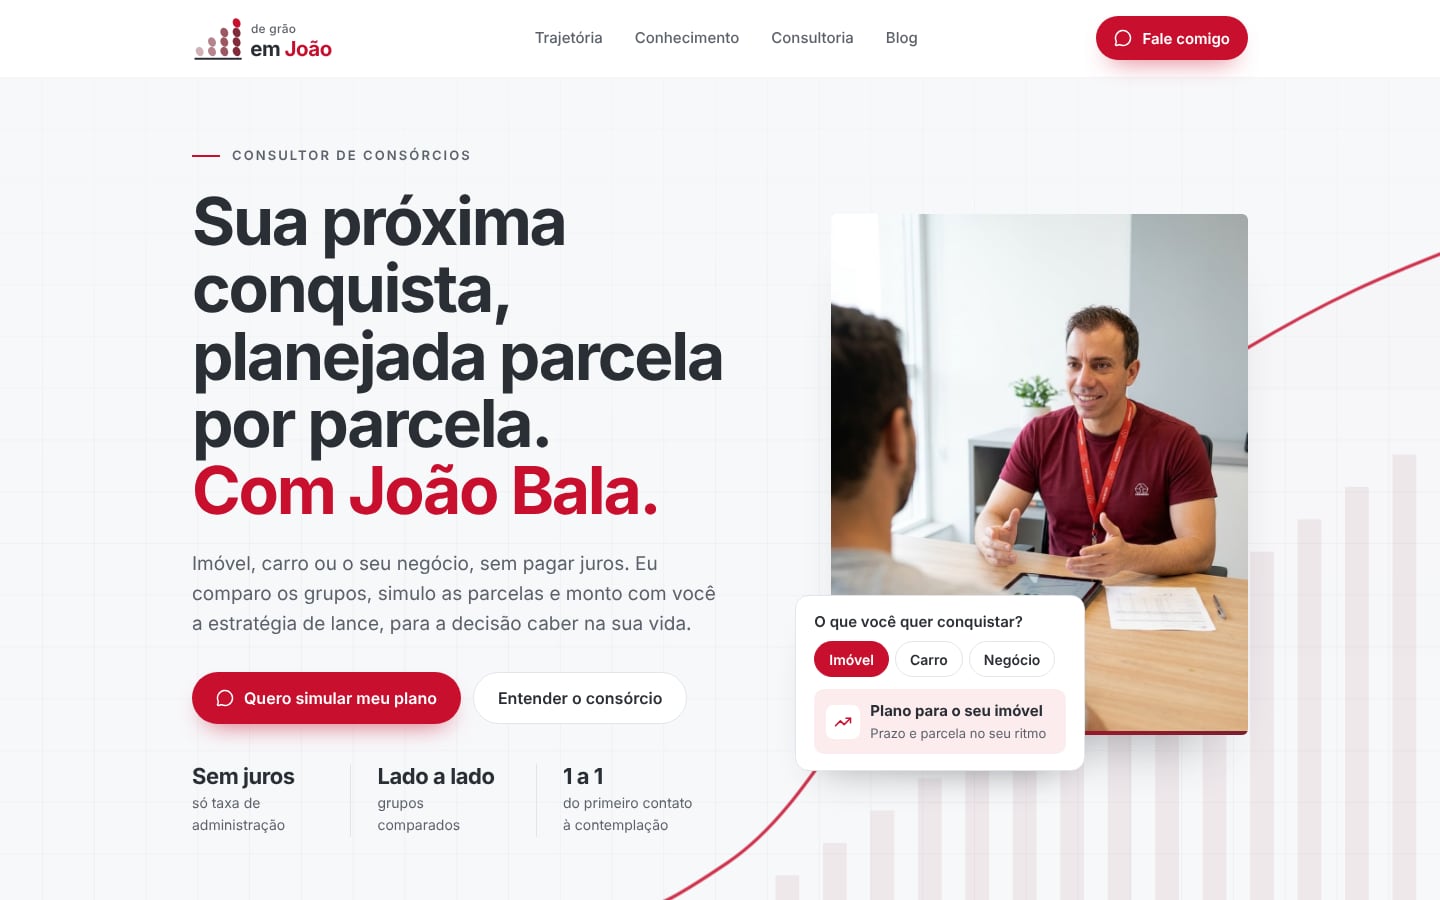 de grão
em João
Trajetória
Conhecimento
Consultoria
Blog
Fale comigo
CONSULTOR DE CONSÓRCIOS
Sua próxima
conquista,
planejada parcela
por parcela.
Com João Bala.
Imóvel, carro ou o seu negócio, sem pagar juros. Eu
comparo os grupos, simulo as parcelas e monto com você
a estratégia de lance, para a decisão caber na sua vida.
Quero simular meu plano
Entender o consórcio
Sem juros
só taxa de
administração
Lado a lado
grupos
comparados
1 a 1
do primeiro contato
à contemplação
O que você quer conquistar?
Imóvel
Carro
Negócio
Plano para o seu imóvel
Prazo e parcela no seu ritmo